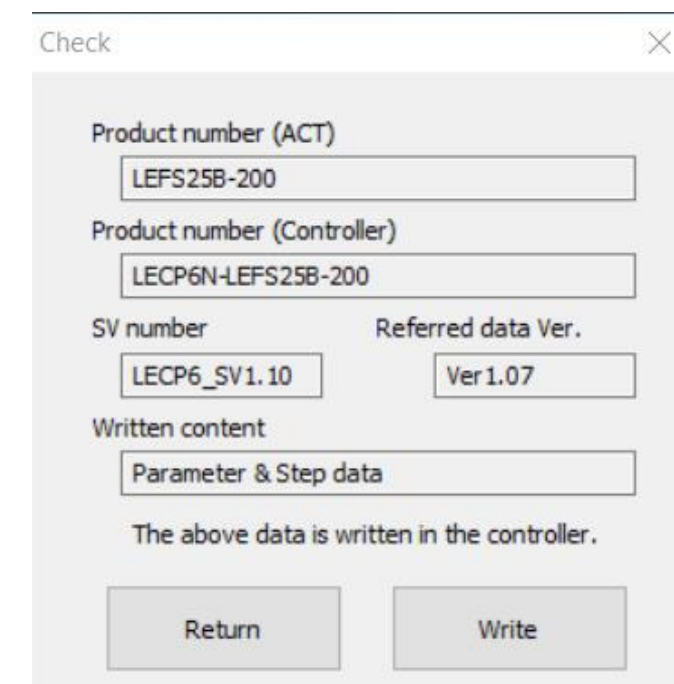 Check
Product number (ACT)
LEFS25B-200
Product number (Controller)
LECP6N-LEFS25B-200
SV number
Referred data Ver.
LECP6_SV1.10
Ver1.07
Written content
Parameter & Step data
The above data is written in the controller.
Return
Write